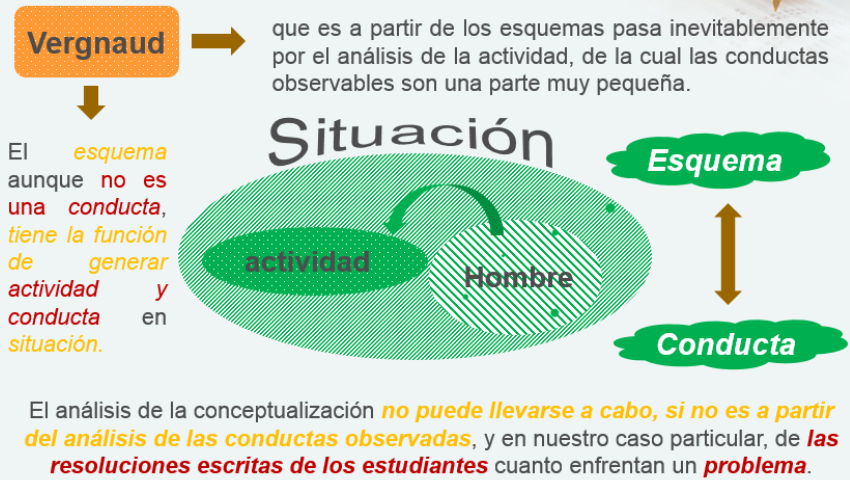 Vergnaud
que es a partir de los esquemas pasa inevitablemente
por el análisis de la actividad, de la cual las conductas
observables son una parte muy pequeña.
El esquema
aunque no es
una conducta,
tiene la función
de generar
actividad y
conducta en
situación.
Situación
actividad
Hombre
Esquema
Conducta
El análisis de la conceptualización no puede llevarse a cabo, si no es a partir
del análisis de las conductas observadas, y en nuestro caso particular, de las
resoluciones escritas de los estudiantes cuanto enfrentan un problema.